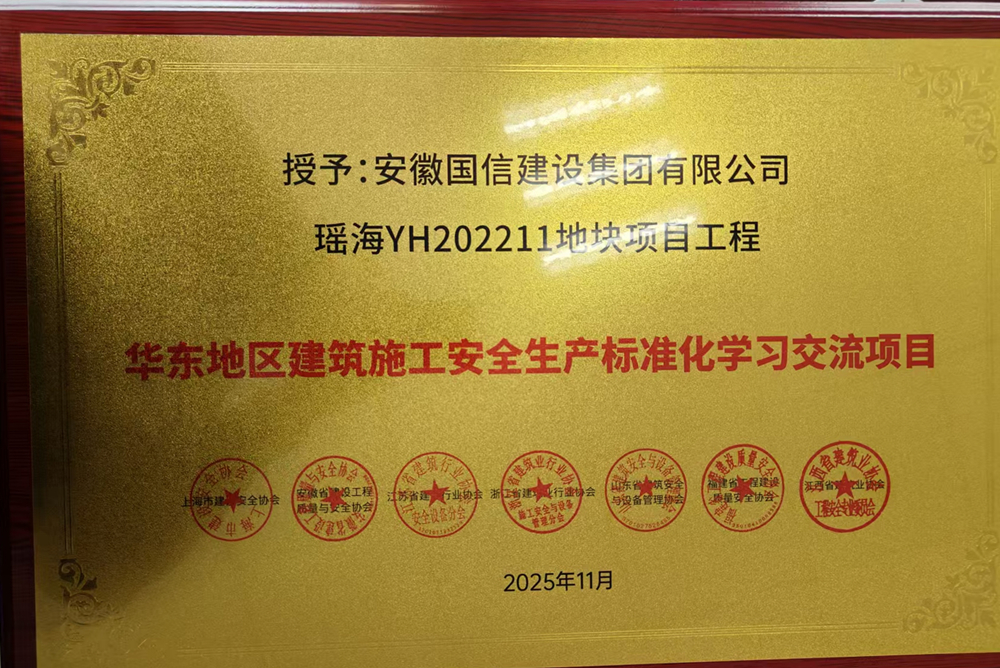 授予：安徽国信建设集团有限公司
瑶海YH202211地块项目工程
华东地区建筑施工安全生产标准化学习交流项目
上海市建 安全协会
安徽省建设工程
质量与安全协会
江苏省建 行业协会
浙江省建 业行业协会
山东省 筑安全
与设备管理协会
福建省工程建设
质量安全协会
江西省 业协会
2025年11月